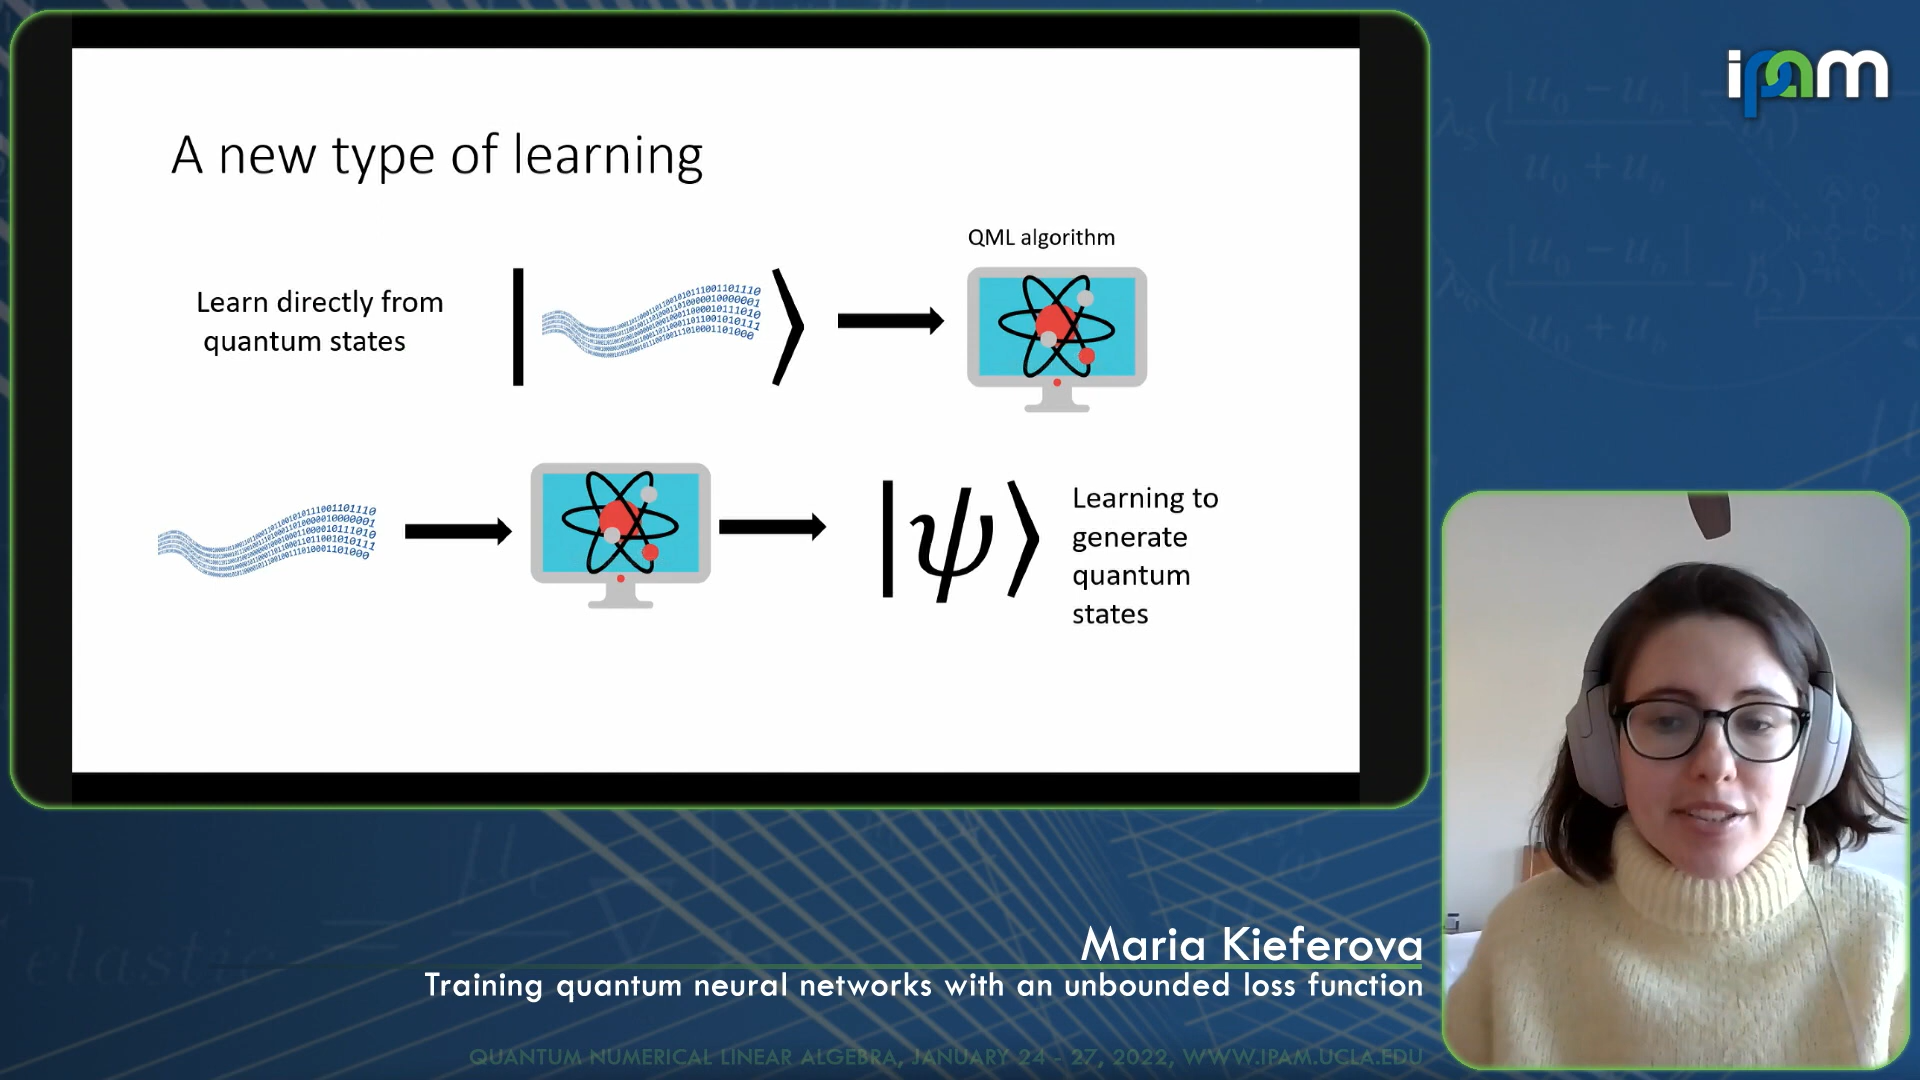 ipam
A new type of learning
QML algorithm
Learn directly from
quantum states
|ψ⟩
Learning to
generate
quantum
states
Maria Kieferova
Training quantum neural networks with an unbounded loss function
QUANTUM NUMERICAL LINEAR ALGEBRA, JANUARY 24 - 27, 2022, WWW.IPAM.UCLA.EDU
elastic